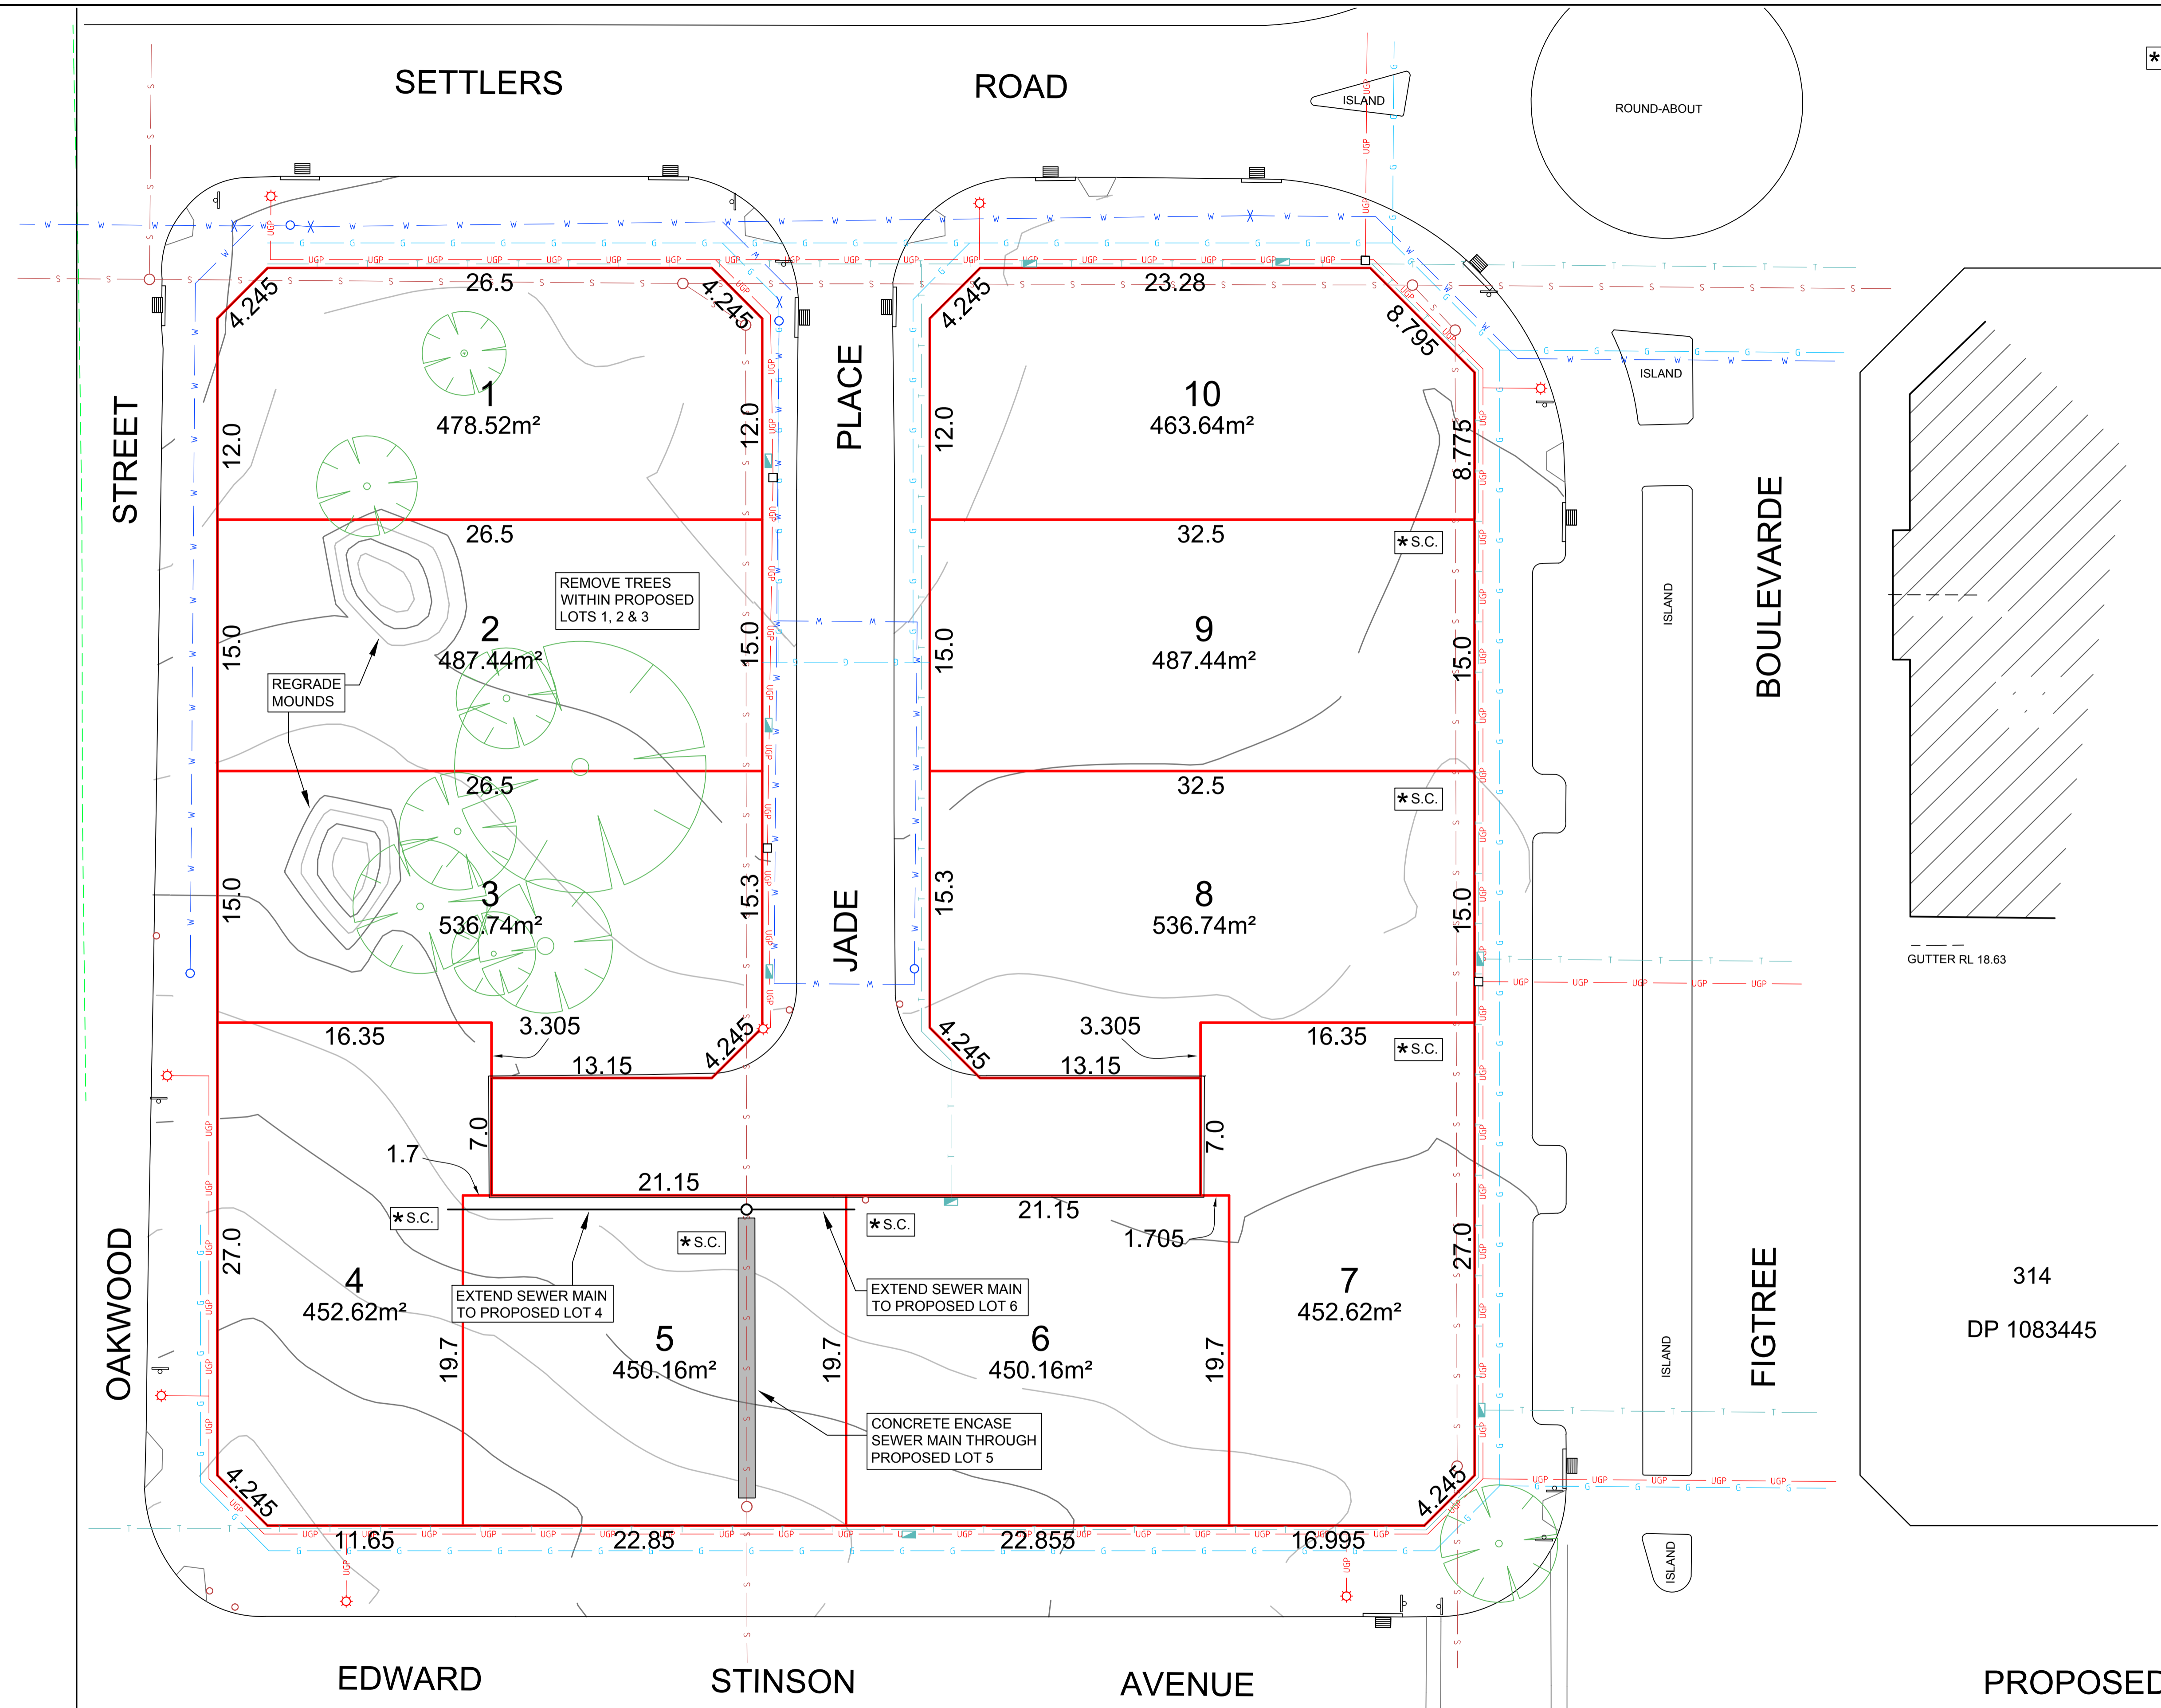 SETTLERS ROAD
ISLAND
ROUND-ABOUT
*
STREET
PLACE
BOULEVARDE
ISLAND
4.245
26.5
4.245
12.0
1
478.52m²
12.0
4.245
23.28
8.795
12.0
10
463.64m²
8.775
26.5
32.5
*S.C.
REMOVE TREES
WITHIN PROPOSED
LOTS 1, 2 & 3
15.0
2
487.44m²
15.0
15.0
9
487.44m²
15.0
ISLAND
REGRADE
MOUNDS
26.5
32.5
*S.C.
15.0
3
536.74m²
15.3
JADE
15.3
8
536.74m²
15.0
GUTTER RL 18.63
16.35
3.305
13.15
4.245
4.245
3.305
13.15
16.35
*S.C.
7.0
7.0
1.7
21.15
21.15
1.705
*S.C.
*S.C.
*S.C.
OAKWOOD
27.0
4
452.62m²
EXTEND SEWER MAIN
TO PROPOSED LOT 4
EXTEND SEWER MAIN
TO PROPOSED LOT 6
7
452.62m²
27.0
FIGTREE
ISLAND
314
DP 1083445
19.7
5
450.16m²
19.7
6
450.16m²
19.7
CONCRETE ENCASE
SEWER MAIN THROUGH
PROPOSED LOT 5
4.245
11.65
22.85
22.855
16.995
4.245
ISLAND
EDWARD STINSON AVENUE
PROPOSED